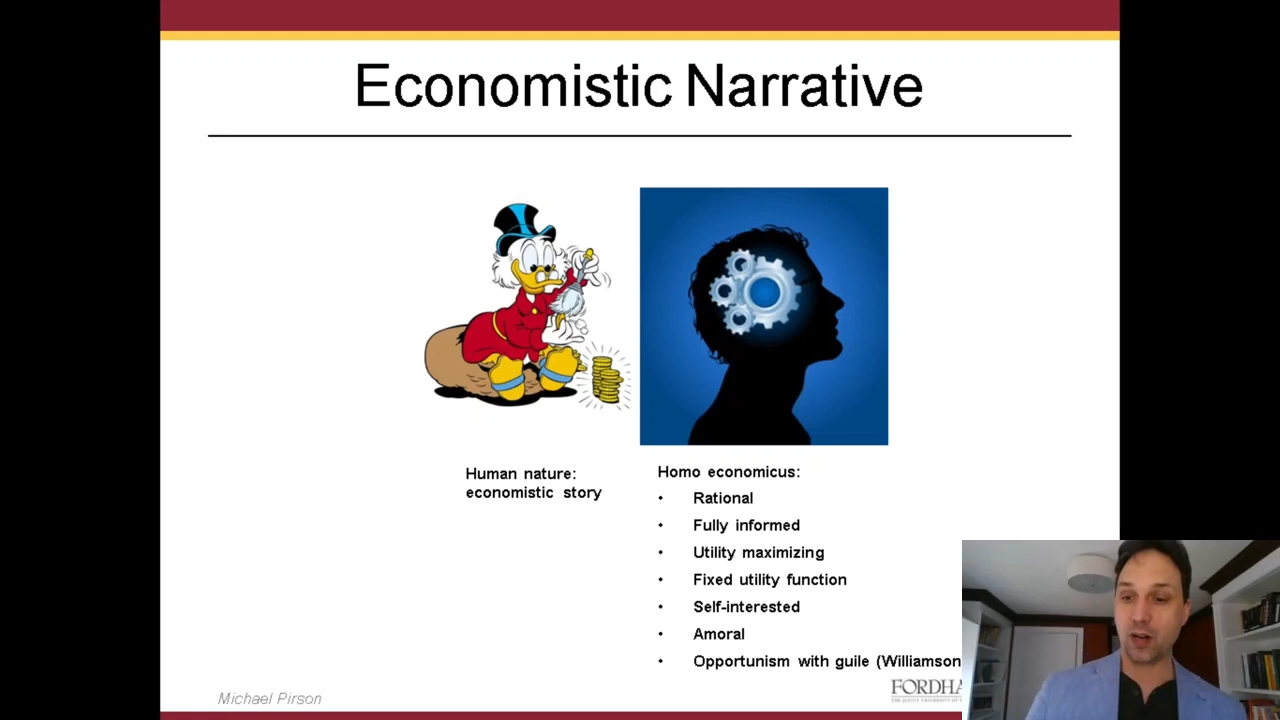 Economistic Narrative
Human nature:
economistic story
Homo economicus:
• Rational
• Fully informed
• Utility maximizing
• Fixed utility function
• Self-interested
• Amoral
• Opportunism with guile (Williamson
Michael Pirson
FORDHA